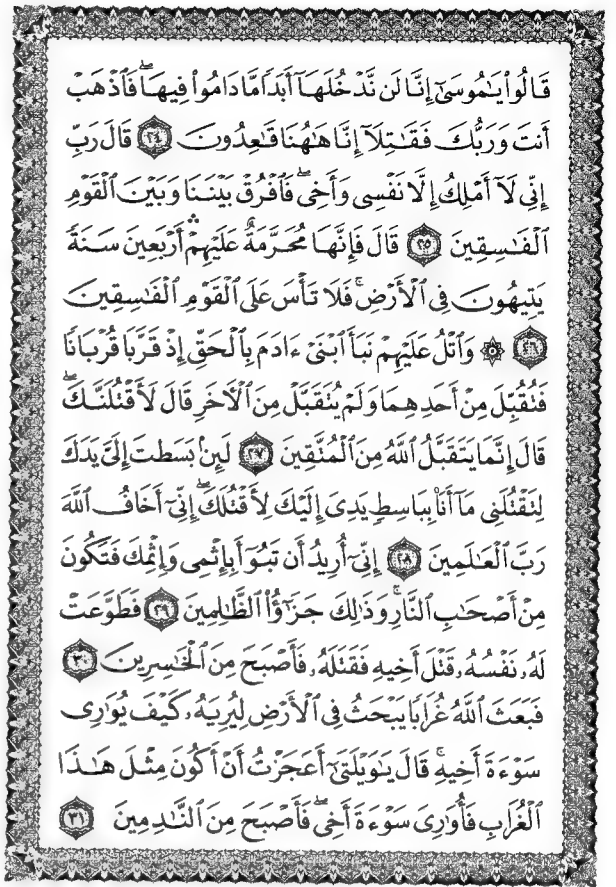 قَالُوا۟ يَـٰمُوسَىٰٓ إِنَّا لَن نَّدْخُلَهَآ أَبَدًا مَّا دَامُوا۟ فِيهَا ۖ فَٱذْهَبْ
أَنتَ وَرَبُّكَ فَقَـٰتِلَآ إِنَّا هَـٰهُنَا قَـٰعِدُونَ ٢٤ قَالَ رَبِّ
إِنِّى لَآ أَمْلِكُ إِلَّا نَفْسِى وَأَخِى ۖ فَٱفْرُقْ بَيْنَنَا وَبَيْنَ ٱلْقَوْمِ
ٱلْفَـٰسِقِينَ ٢٥ قَالَ فَإِنَّهَا مُحَرَّمَةٌ ۛ عَلَيْهِمْ ۛ أَرْبَعِينَ سَنَةً
يَتِيهُونَ فِى ٱلْأَرْضِ ۚ فَلَا تَأْسَ عَلَى ٱلْقَوْمِ ٱلْفَـٰسِقِينَ
٢٦ ۞ وَٱتْلُ عَلَيْهِمْ نَبَأَ ٱبْنَىْ ءَادَمَ بِٱلْحَقِّ إِذْ قَرَّبَا قُرْبَانًا
فَتُقُبِّلَ مِنْ أَحَدِهِمَا وَلَمْ يُتَقَبَّلْ مِنَ ٱلْـَٔاخَرِ قَالَ لَأَقْتُلَنَّكَ ۖ
قَالَ إِنَّمَا يَتَقَبَّلُ ٱللَّهُ مِنَ ٱلْمُتَّقِينَ ٢٧ لَئِنۢ بَسَطتَ إِلَىَّ يَدَكَ
لِتَقْتُلَنِى مَآ أَنَا۠ بِبَاسِطٍ يَدِىَ إِلَيْكَ لِأَقْتُلَكَ ۖ إِنِّىٓ أَخَافُ ٱللَّهَ
رَبَّ ٱلْعَـٰلَمِينَ ٢٨ إِنِّىٓ أُرِيدُ أَن تَبُوٓأَ بِإِثْمِى وَإِثْمِكَ فَتَكُونَ
مِنْ أَصْحَـٰبِ ٱلنَّارِ ۚ وَذَٰلِكَ جَزَٰٓؤُا۟ ٱلظَّـٰلِمِينَ ٢٩ فَطَوَّعَتْ
لَهُۥ نَفْسُهُۥ قَتْلَ أَخِيهِ فَقَتَلَهُۥ فَأَصْبَحَ مِنَ ٱلْخَـٰسِرِينَ ٣٠
فَبَعَثَ ٱللَّهُ غُرَابًا يَبْحَثُ فِى ٱلْأَرْضِ لِيُرِيَهُۥ كَيْفَ يُوَٰرِى
سَوْءَةَ أَخِيهِ ۚ قَالَ يَـٰوَيْلَتَىٰٓ أَعَجَزْتُ أَنْ أَكُونَ مِثْلَ هَـٰذَا
ٱلْغُرَابِ فَأُوَٰرِىَ سَوْءَةَ أَخِى ۖ فَأَصْبَحَ مِنَ ٱلنَّـٰدِمِينَ ٣١